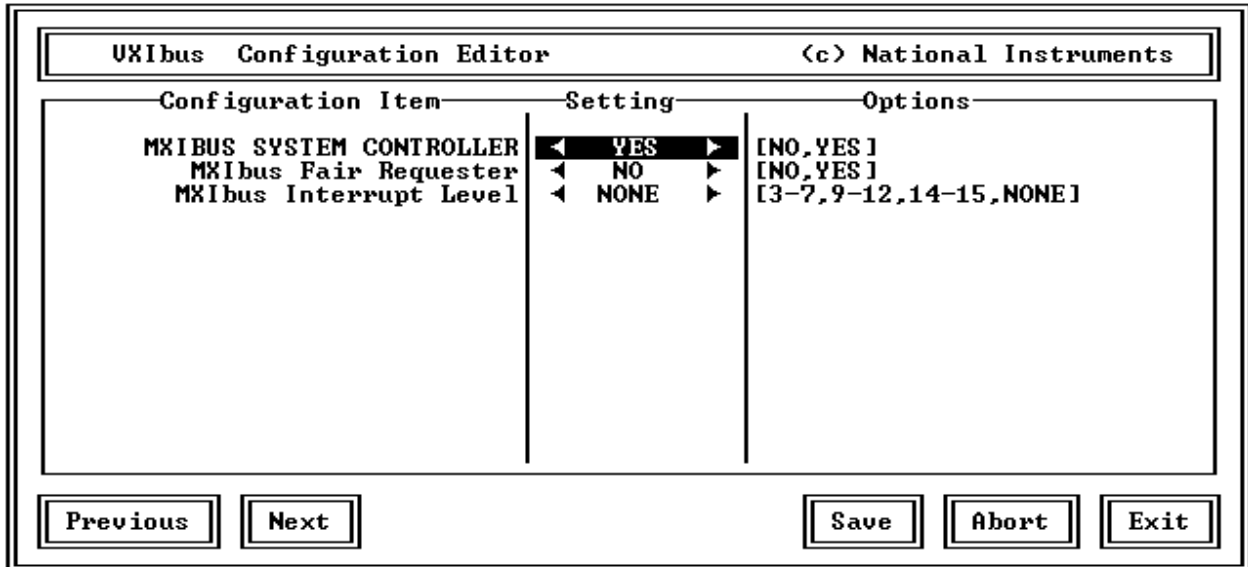 VXIbus Configuration Editor (c) National Instruments
Configuration Item Setting Options
MXIBUS SYSTEM CONTROLLER YES [NO,YES]
MXIbus Fair Requester NO [NO,YES]
MXIbus Interrupt Level NONE [3-7,9-12,14-15,NONE]
Previous Next Save Abort Exit